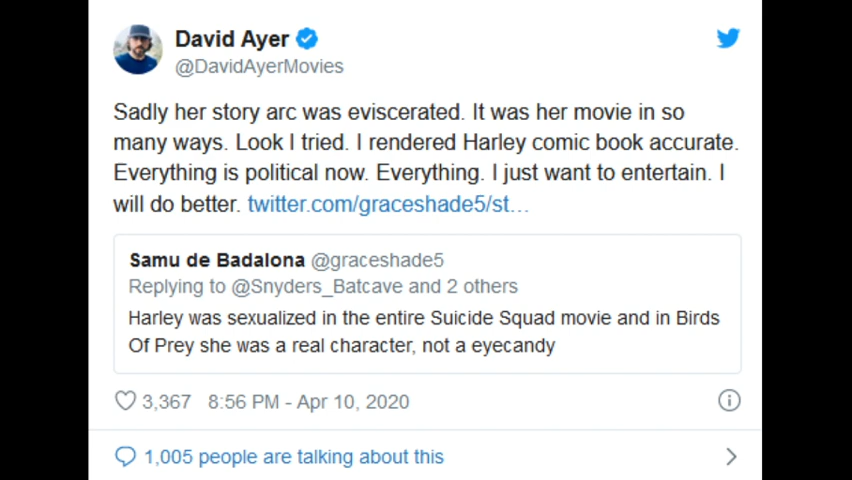 David Ayer
@DavidAyerMovies
Sadly her story arc was eviscerated. It was her movie in so
many ways. Look I tried. I rendered Harley comic book accurate.
Everything is political now. Everything. I just want to entertain. I
will do better. twitter.com/graceshade5/st…
Samu de Badalona @graceshade5
Replying to @Snyders_Batcave and 2 others
Harley was sexualized in the entire Suicide Squad movie and in Birds
Of Prey she was a real character, not a eyecandy
3,367 8:56 PM - Apr 10, 2020
1,005 people are talking about this